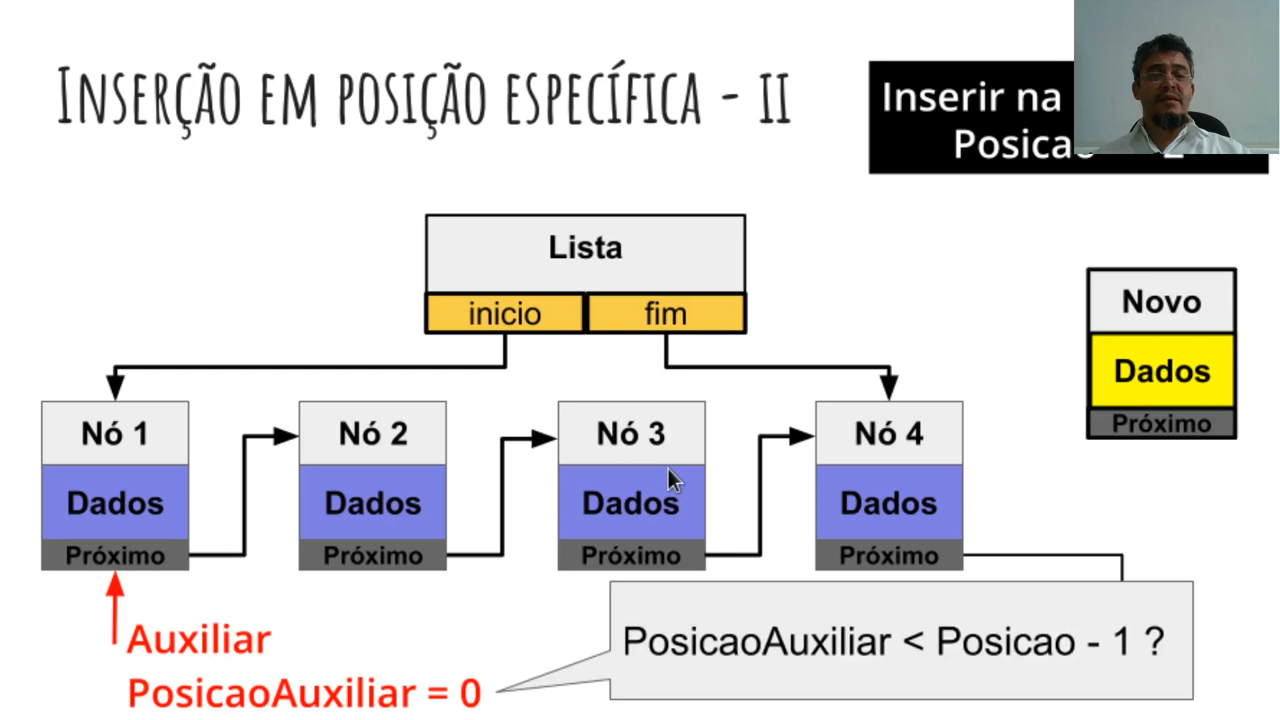 INSERÇÃO EM POSIÇÃO ESPECÍFICA - II
Inserir na
Lista
inicio fim
Novo
Dados
Próximo
Nó 1 Nó 2 Nó 3 Nó 4
Dados Dados Dados Dados
Próximo Próximo Próximo Próximo
Auxiliar
PosicaoAuxiliar = 0
PosicaoAuxiliar < Posicao - 1 ?